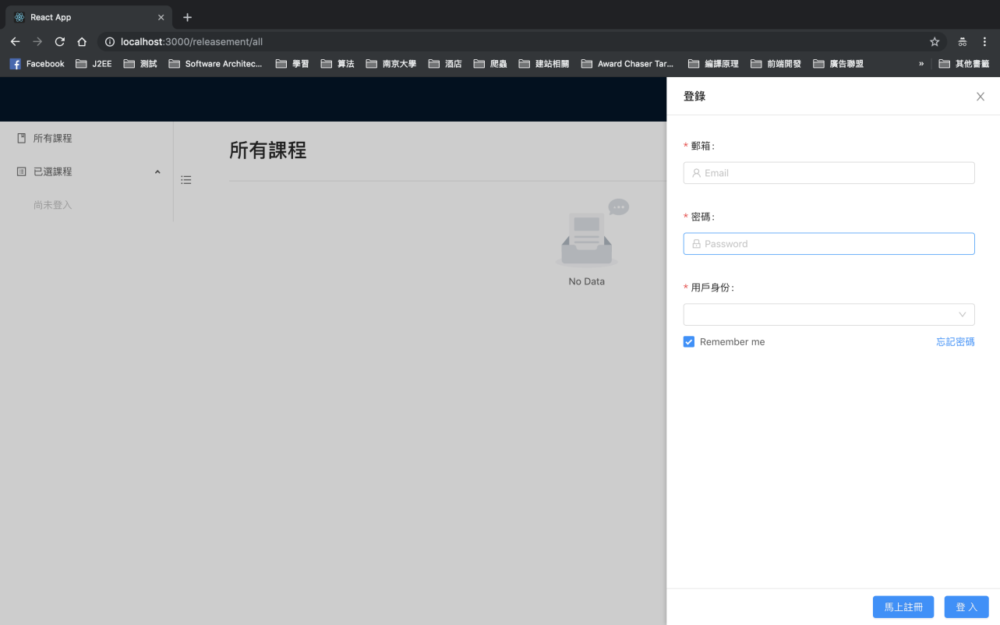 React App
localhost:3000/releasement/all
Facebook J2EE 測試 Software Architec... 學習 算法 南京大學 酒店 爬蟲 建站相關 Award Chaser Tar... 編譯原理 前端開發 廣告聯盟 » 其他書籤
所有課程
已選課程
尚未登入
所有課程
No Data
登錄
* 郵箱:
Email
* 密碼:
Password
* 用戶身份:
Remember me 忘記密碼
馬上註冊 登 入